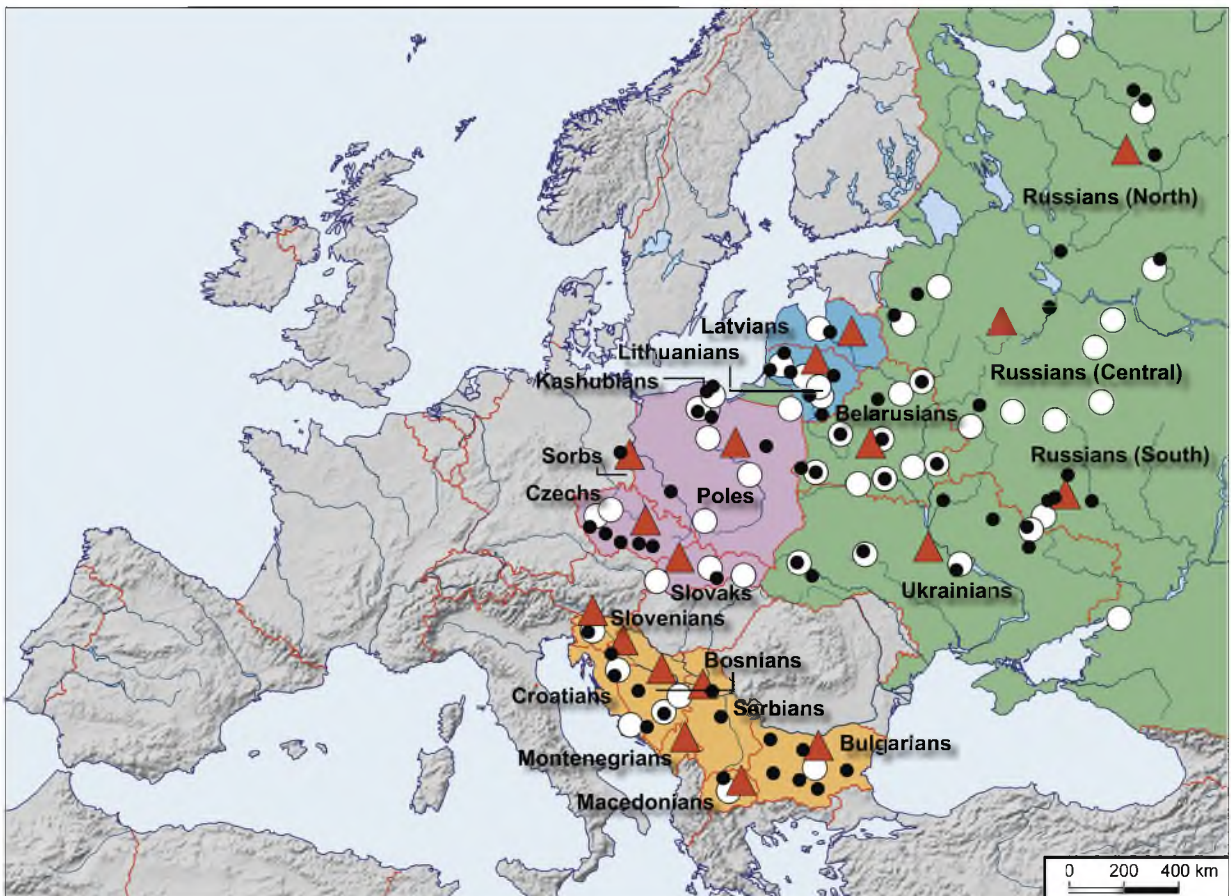 Russians (North)
Latvians
Lithuanians
Kashubians
Russians (Central)
Belarusians
Sorbs
Russians (South)
Czechs
Poles
Slovaks
Ukrainians
Slovenians
Bosnians
Croatians
Serbians
Bulgarians
Montenegrians
Macedonians
0 200 400 km